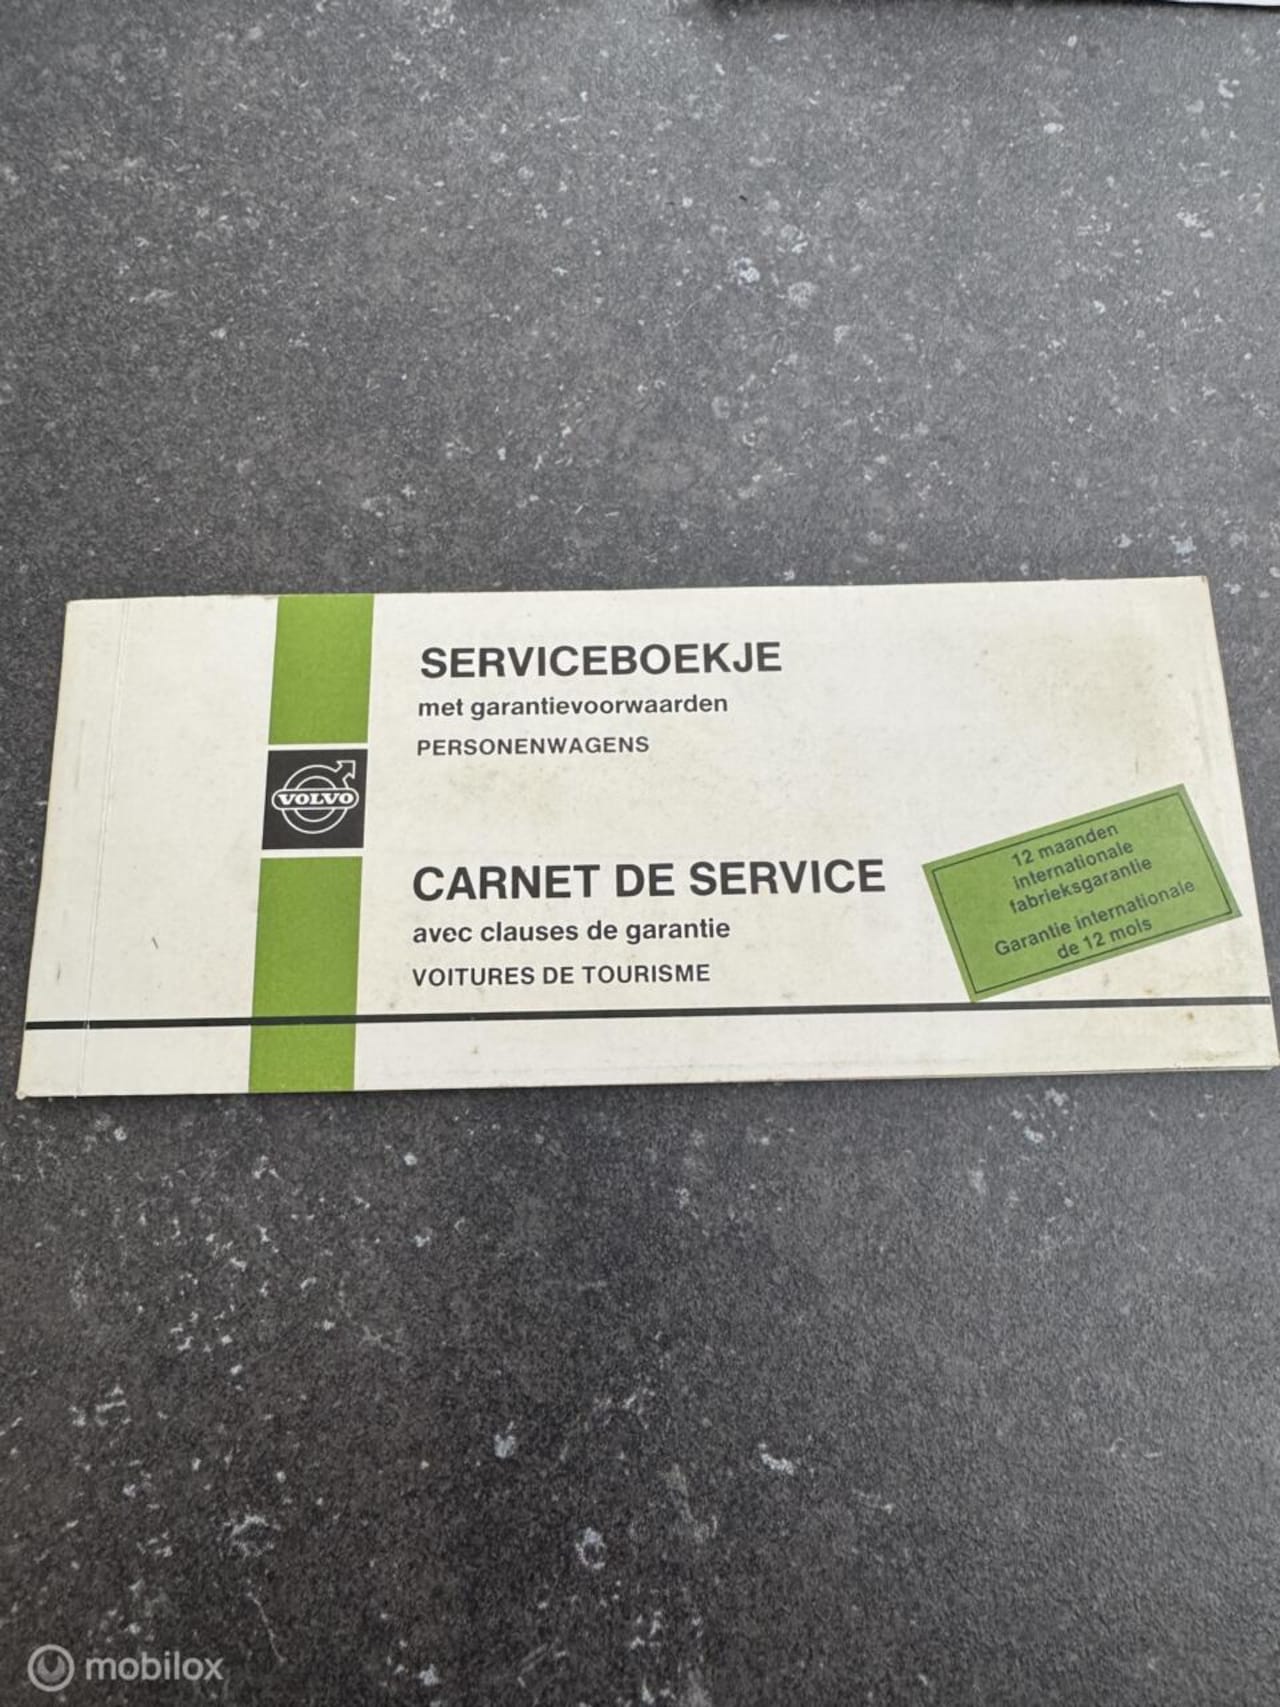 SERVICEBOEKJE
met garantievoorwaarden
PERSONENWAGENS
VOLVO
CARNET DE SERVICE
avec clauses de garantie
VOITURES DE TOURISME
12 maanden
internationale
fabrieksgarantie
Garantie internationale
de 12 mois
mobilox